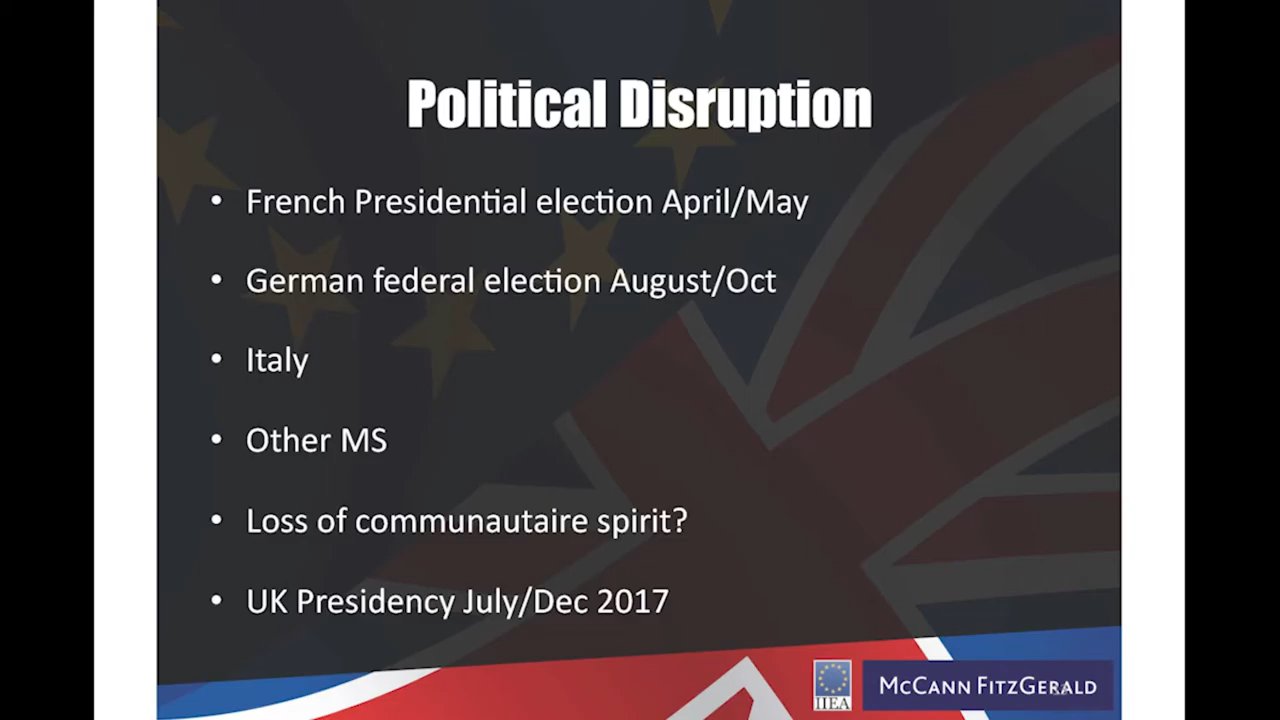 Political Disruption
• French Presidential election April/May
• German federal election August/Oct
• Italy
• Other MS
• Loss of communautaire spirit?
• UK Presidency July/Dec 2017
IIEA
McCANN FITZGERALD